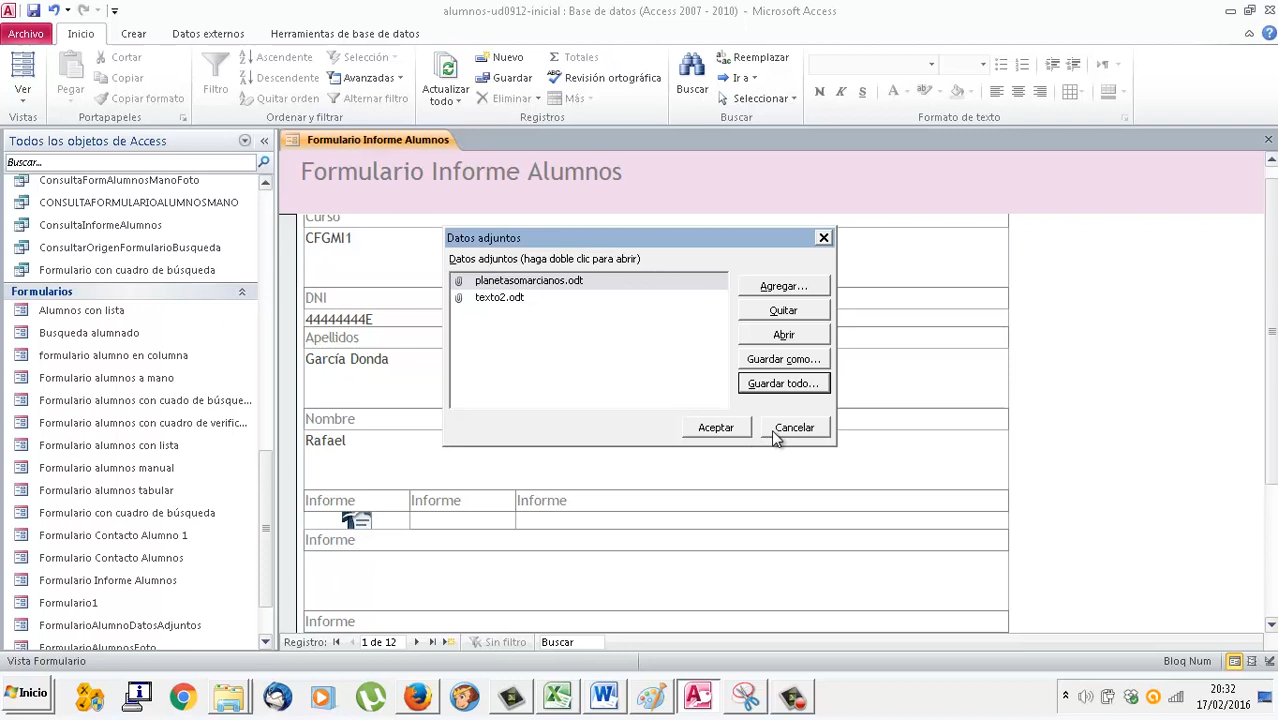 alumnos-ud0912-inicial : Base de datos (Access 2007 - 2010) - Microsoft Access
Archivo Inicio Crear Datos externos Herramientas de base de datos
Ver
Vistas
Pegar
Cortar
Copiar
Copiar formato
Portapapeles
Filtro
Ascendente
Descendente
Quitar orden
Selección
Avanzadas
Alternar filtro
Ordenar y filtrar
Actualizar
todo
Nuevo
Guardar
Eliminar
Totales
Revisión ortográfica
Más
Registros
Buscar
Reemplazar
Ir a
Seleccionar
Buscar
N K S
A
Formato de texto
Todos los objetos de Access
Buscar...
ConsultaFormAlumnosManoFoto
CONSULTAFORMULARIOALUMNOSMANO
ConsultaInformeAlumnos
ConsultarOrigenFormularioBusqueda
Formulario con cuadro de búsqueda
Formularios
Alumnos con lista
Busqueda alumnado
formulario alumno en columna
Formulario alumnos a mano
Formulario alumnos con cuado de búsque...
Formulario alumnos con cuadro de verific...
Formulario alumnos con lista
Formulario alumnos manual
Formulario alumnos tabular
Formulario con cuadro de búsqueda
Formulario Contacto Alumno 1
Formulario Contacto Alumnos
Formulario Informe Alumnos
Formulario1
FormularioAlumnoDatosAdjuntos
FormularioAlumnosFoto
Formulario Informe Alumnos
Formulario Informe Alumnos
Curso
CFGMI1
DNI
44444444E
Apellidos
García Donda
Nombre
Rafael
Informe Informe Informe
Informe
Informe
Datos adjuntos
Datos adjuntos (haga doble clic para abrir)
planetasomarcianos.odt
texto2.odt
Agregar...
Quitar
Abrir
Guardar como...
Guardar todo...
Aceptar Cancelar
Registro: 1 de 12 Sin filtro Buscar
Vista Formulario Bloq Num
Inicio
20:32
17/02/2016